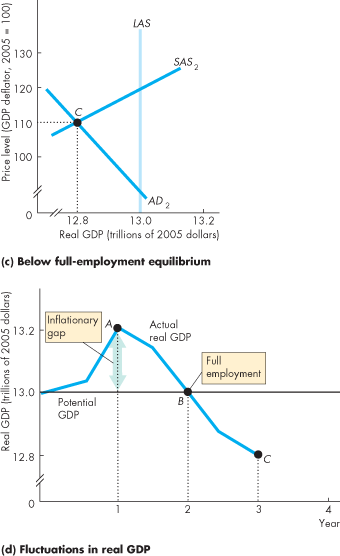 Price level (GDP deflator, 2005 = 100)
LAS
130
SAS2
120
C
110
100
AD2
0
12.8
13.0
13.2
Real GDP (trillions of 2005 dollars)
(c) Below full-employment equilibrium
Real GDP (trillions of 2005 dollars)
Inflationary
gap
A
Actual
real GDP
13.2
Full
employment
13.0
Potential
GDP
B
12.8
C
0
1
2
3
4
Year
(d) Fluctuations in real GDP